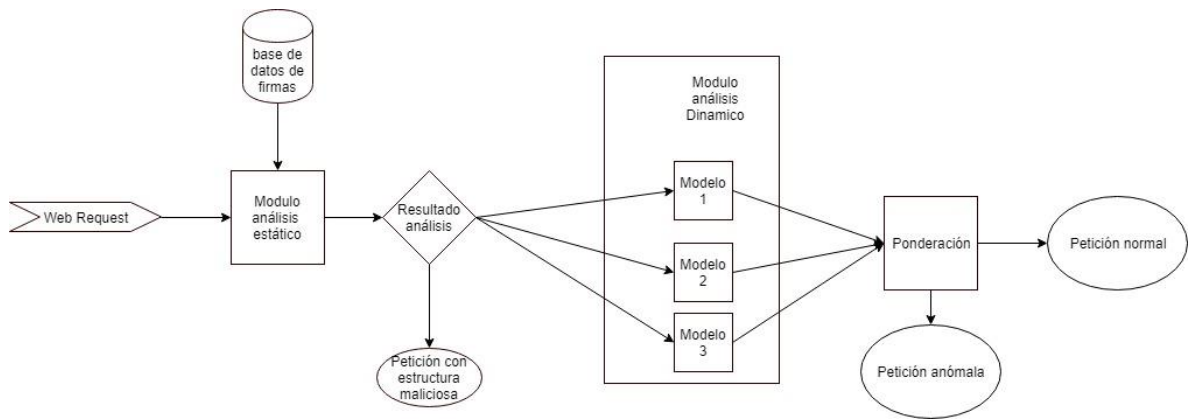 base de
datos de
firmas
Web Request
Modulo
análisis
estático
Resultado
análisis
Petición con
estructura
maliciosa
Modulo
análisis
Dinamico
Modelo
1
Modelo
2
Modelo
3
Ponderación
Petición normal
Petición anómala